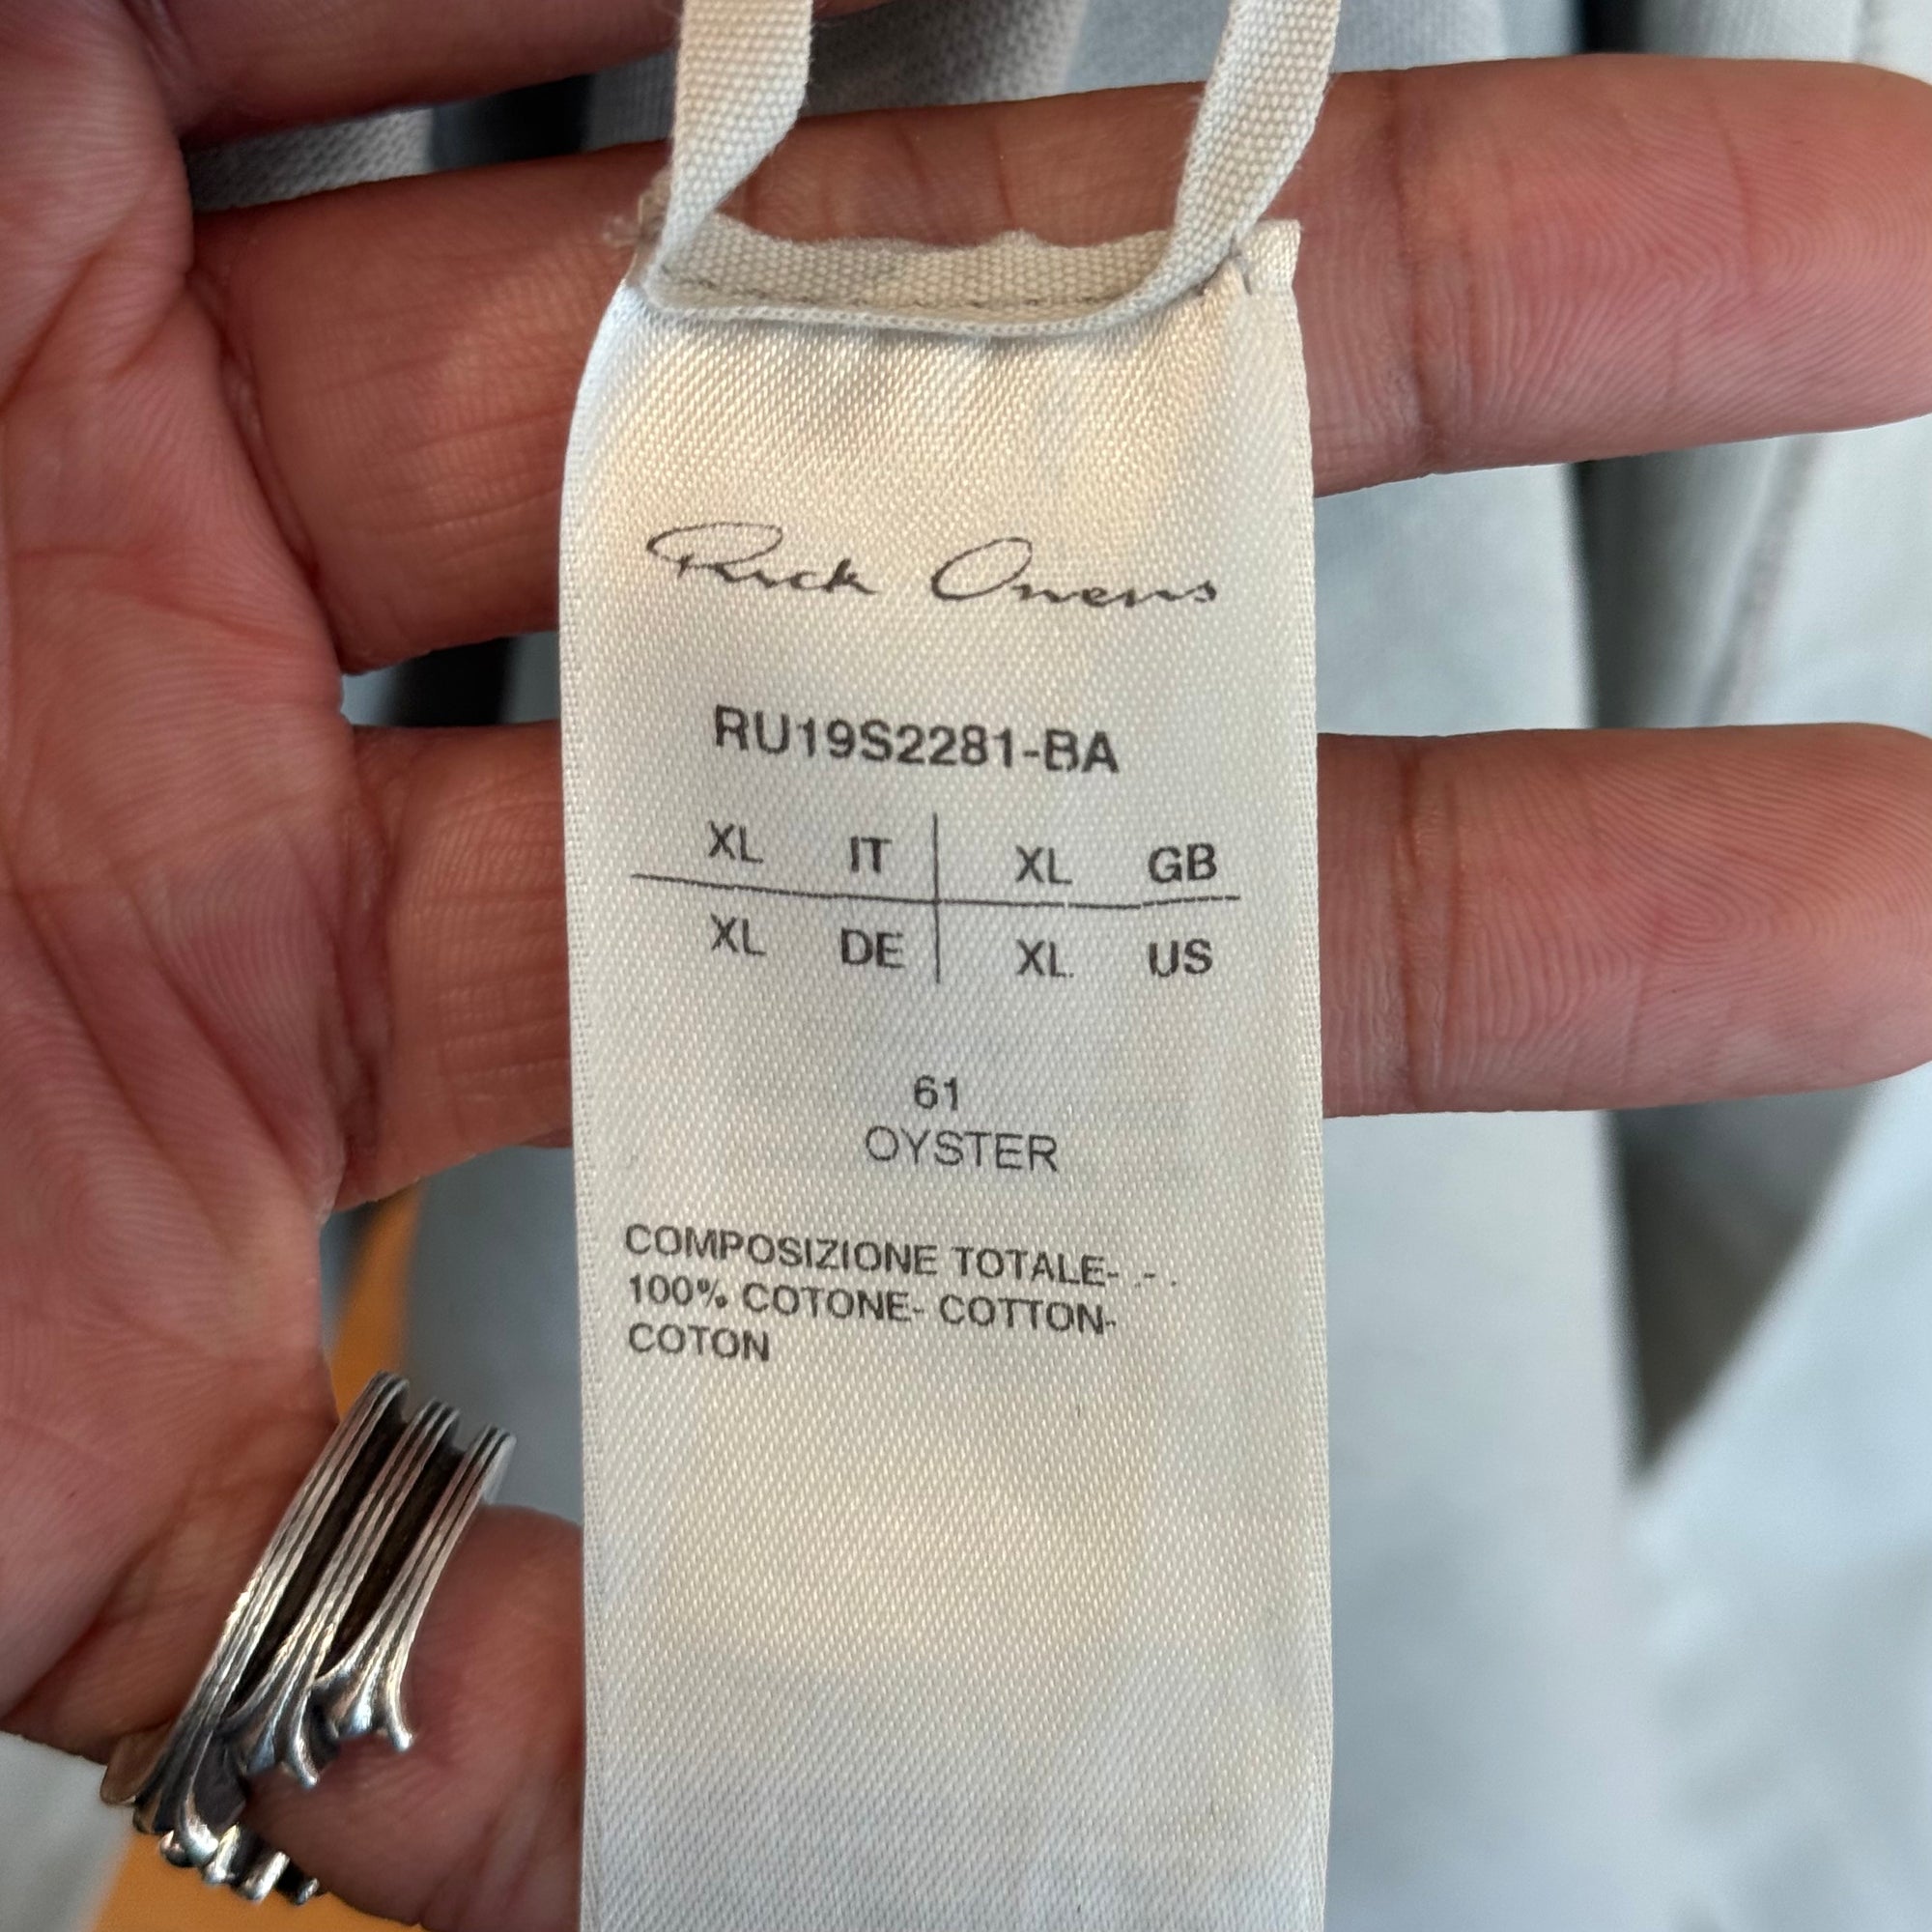 Rick Owens
RU19S2281-BA
XL IT XL GB
XL DE XL US
61
OYSTER
COMPOSIZIONE TOTALE- .- .
100% COTONE- COTTON-
COTON